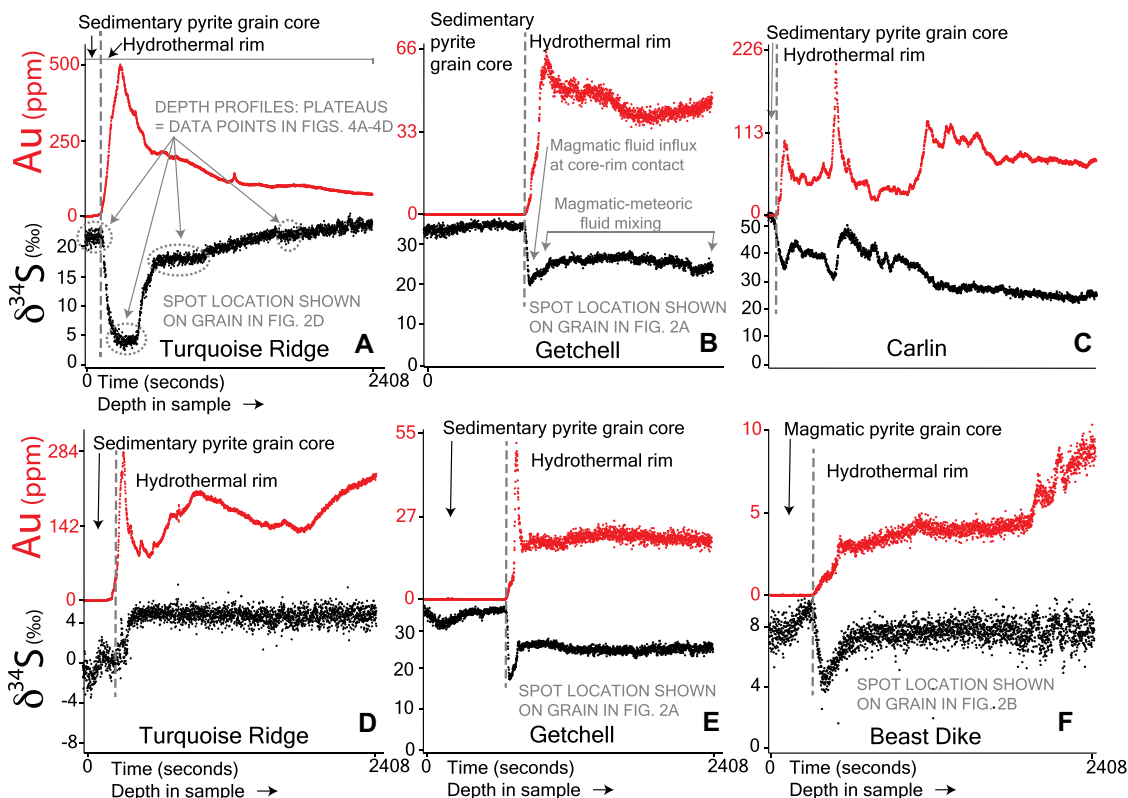 Sedimentary pyrite grain core
Hydrothermal rim
Au (ppm)
500
250
0
DEPTH PROFILES: PLATEAUS
= DATA POINTS IN FIGS. 4A-4D
δ34S (‰)
20
15
10
5
0
SPOT LOCATION SHOWN
ON GRAIN IN FIG. 2D
Turquoise Ridge
A
0
Time (seconds)
2408
Depth in sample →
Sedimentary
pyrite
grain core
Hydrothermal rim
66
33
0
Magmatic fluid influx
at core-rim contact
Magmatic-meteoric
fluid mixing
30
20
10
0
SPOT LOCATION SHOWN
ON GRAIN IN FIG. 2A
Getchell
B
0
2408
Sedimentary pyrite grain core
Hydrothermal rim
226
113
0
50
40
30
20
10
0
Carlin
C
Au (ppm)
284
142
0
Sedimentary pyrite grain core
Hydrothermal rim
δ34S (‰)
4
0
-4
-8
Turquoise Ridge
D
0
Time (seconds)
2408
Depth in sample →
55
27
0
Sedimentary pyrite grain core
Hydrothermal rim
30
20
10
0
SPOT LOCATION SHOWN
ON GRAIN IN FIG. 2A
Getchell
E
0
Time (seconds)
2408
Depth in sample →
10
5
0
Magmatic pyrite grain core
Hydrothermal rim
8
4
0
SPOT LOCATION SHOWN
ON GRAIN IN FIG. 2B
Beast Dike
F
0
Time (seconds)
2408
Depth in sample →